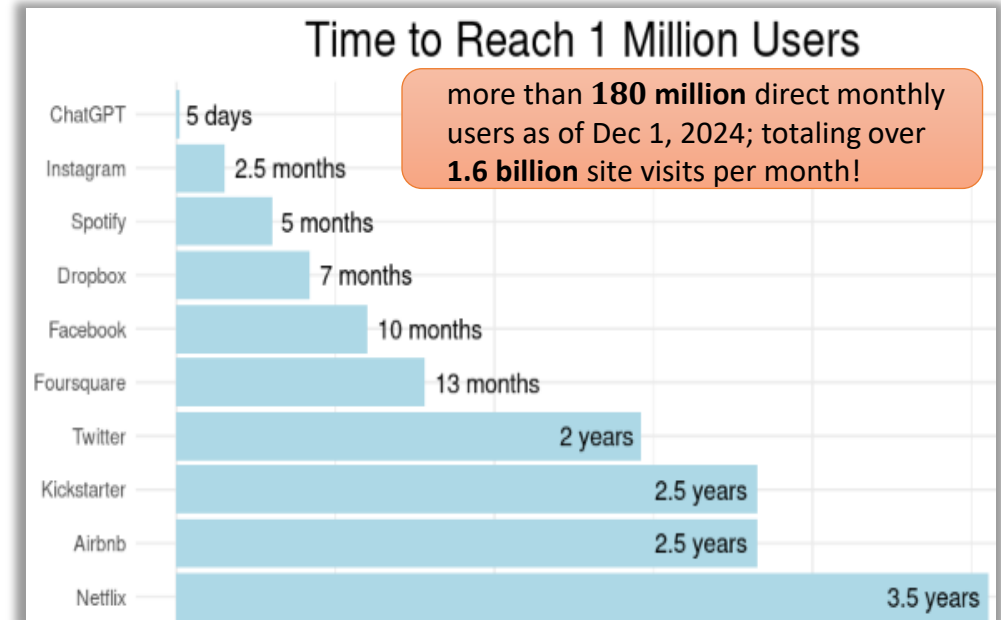 Time to Reach 1 Million Users
more than 180 million direct monthly
users as of Dec 1, 2024; totaling over
1.6 billion site visits per month!
ChatGPT 5 days
Instagram 2.5 months
Spotify 5 months
Dropbox 7 months
Facebook 10 months
Foursquare 13 months
Twitter 2 years
Kickstarter 2.5 years
Airbnb 2.5 years
Netflix 3.5 years